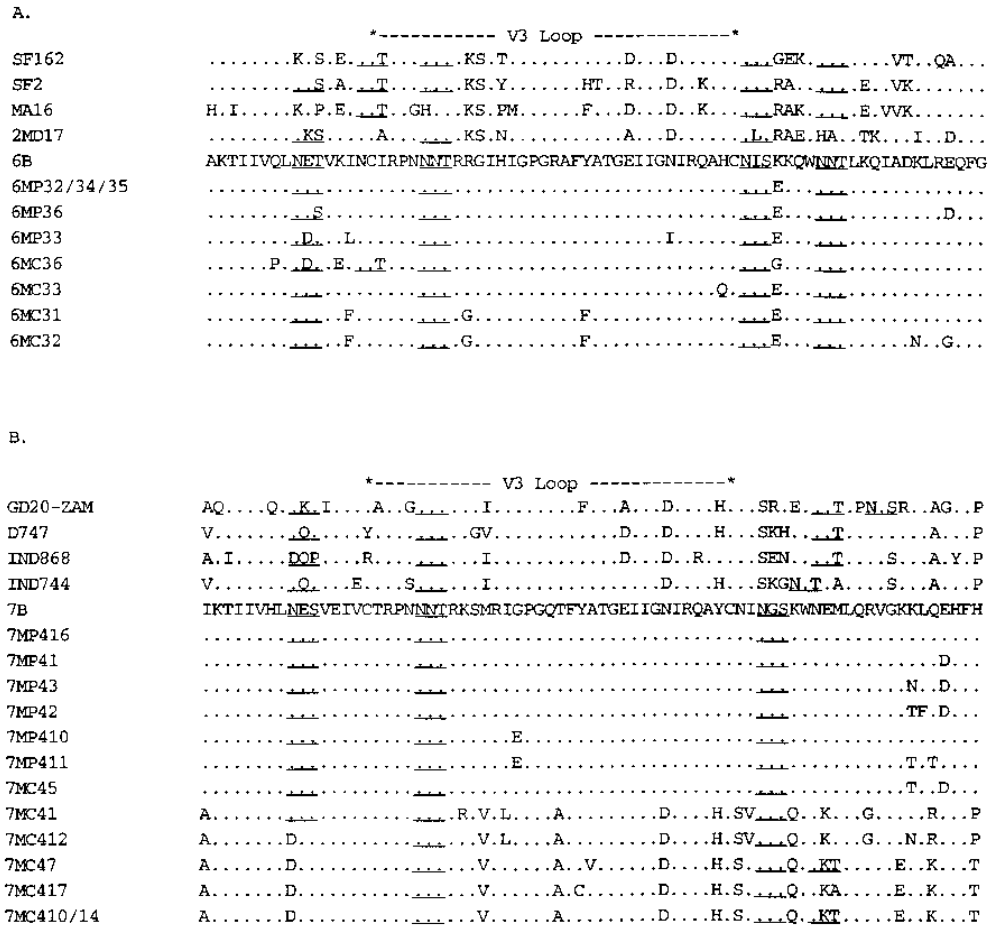 A.
*----------- V3 Loop -------------*
SF162 ........K.S.E...T.......KS.T...........D...D.........GEK........VT..QA...
SF2 ..........S.A...T.......KS.Y.......HT..R...D..K......RA......E..VK.......
MA16 H.I.....K.P.E...T..GH...KS.PM......F...R...D..K......RAK.....E.VVK.......
2MD17 .........KS.....A.......KS.N...........A...D.......L.RAE.HA..TK...I..D...
6B AKTIIVQLNETVKINCIRPNNNTRRGIHIGPGRAFYATGEIIGNIRQAHCNISKKQWNNTLKQIADKLREQFG
6MP32/34/35 .....................................................E...................
6MP36 ..........S..........................................E...............D...
6MP33 .........D...L.............................I.........E...................
6MC36 ......P..D..E...T....................................G...................
6MC33 ................................................Q....E...................
6MC31 .............F..........G..........F.................E...................
6MC32 .............F..........G..........F.................E............N..G...
B.
*----------- V3 Loop -------------*
GD20-ZAM AQ....Q..K.I....A..G......I........F...A...D....H...SR.E...T.PN.SR..AG..P
D747 V........Q.....Y.........GV............D...D....H...SKH....T........A...P
IND868 A.I.....DQP....R..........I............D...D..R.....SEN....T....S...A.Y.P
IND744 V........Q....E....S......I................D....H...SKGN.T.A....S...A...P
7B IKTIIVHLNESVEIVCTRPNNNTRKSMRIGPGQTFYATGEIIGNIRQAYCNINGSKWNEMLQRVGKKLQEHFH
7MP416 .........................................................................
7MP41 .....................................................................D...
7MP43 ..................................................................N..D...
7MP42 ..................................................................TF.D...
7MP410 .............................E...........................................
7MP411 .............................E....................................T.T....
7MC45 ..................................................................T..D...
7MC41 A.......................R.V.L....A.........D....H.SV...Q..K...G.....R...P
7MC412 A.......D.................V.L....A.........D....H.SV...Q..K...G...N.R...P
7MC47 A.......D.................V......A..V......D....H.S....Q..KT.....E..K...T
7MC417 A.......D.................V......A.C.......D....H.S....Q..KA.....E..K...T
7MC410/14 A.......D.................V......A.........D....H.S....Q..KT.....E..K...T